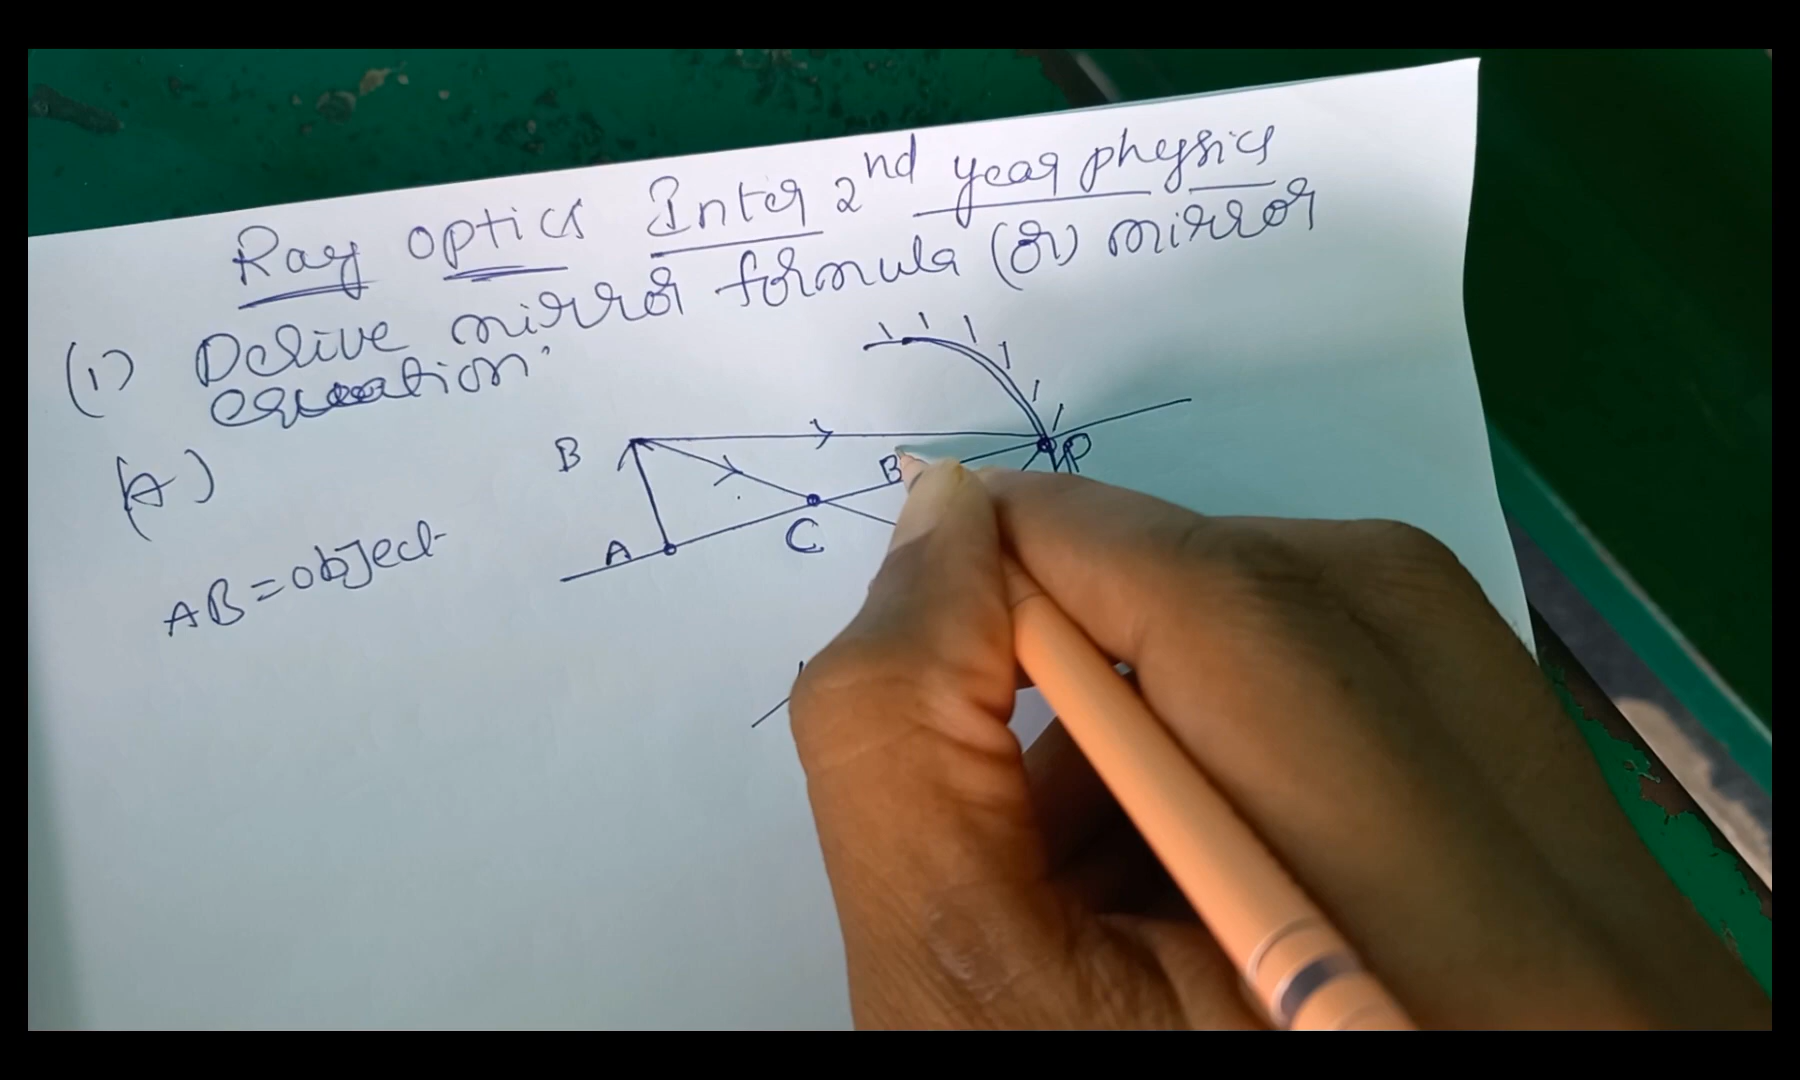 Ray optics Inter 2nd year physics
(1) Derive mirror formula (or) mirror
equation.
(A)
B
B
P
A
C
AB = object